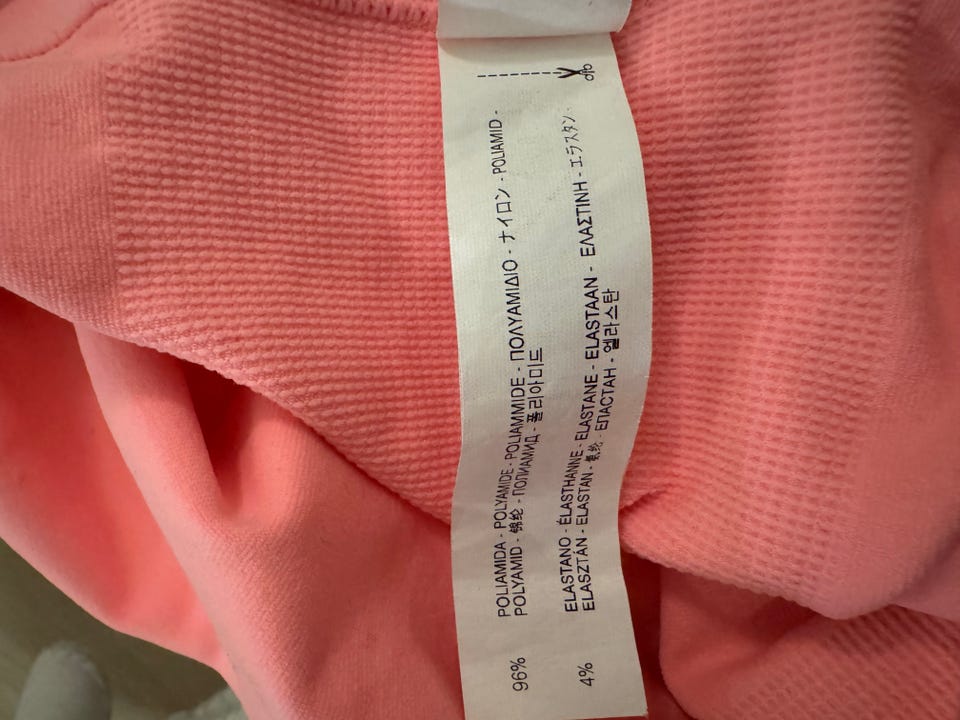 96% POLIAMIDA - POLYAMIDE - POLIAMMIDE - ΠΟΛΥΑΜΙΔΙΟ - ナイロン - POLIAMID -
POLYAMID - 锦纶 - ПОЛИАМИД - 폴리아미드
4% ELASTANO - ÉLASTHANNE - ELASTANE - ELASTAAN - ΕΛΑΣΤΙΝΗ - エラスタン -
ELASZTÁN - ELASTAN - 氨纶 - ЕПАСТАН - 엘라스탄